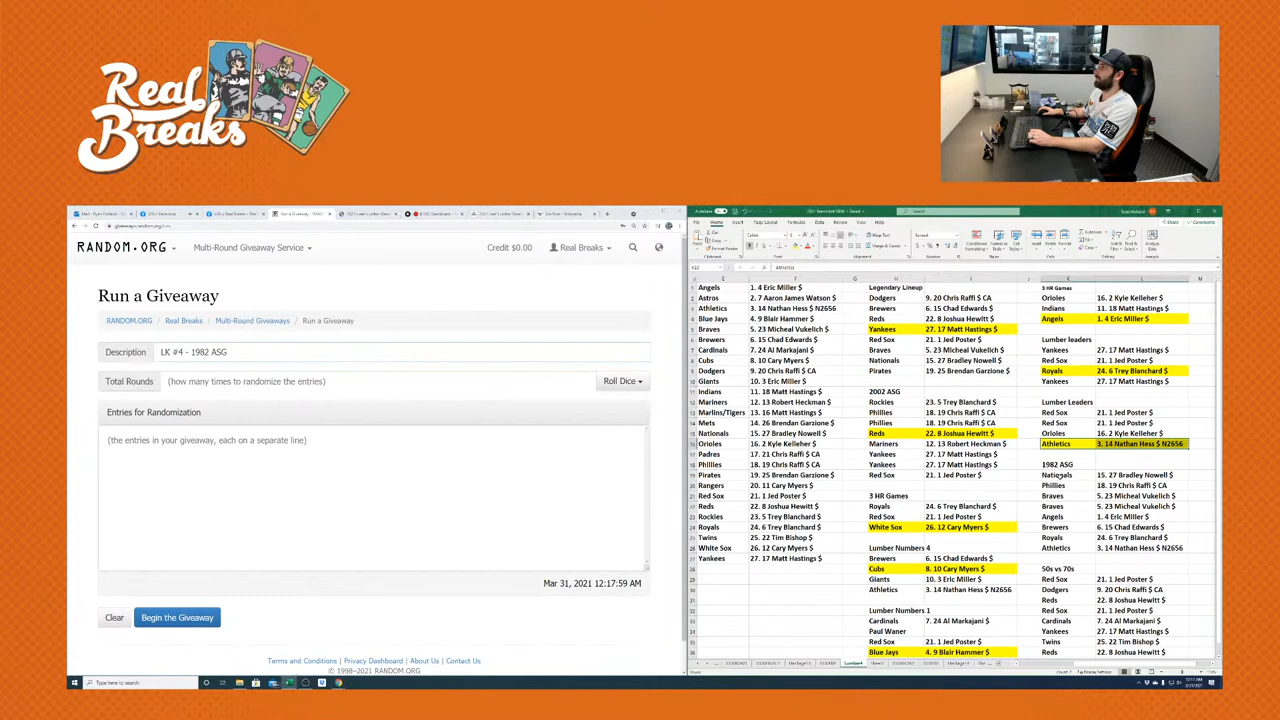 Real
Breaks
RANDOM.ORG
Multi-Round Giveaway Service
Credit $0.00
Real Breaks
Run a Giveaway
RANDOM.ORG / Real Breaks / Multi-Round Giveaways / Run a Giveaway
Description LK #4 - 1982 ASG
Total Rounds (how many times to randomize the entries) Roll Dice
Entries for Randomization
(the entries in your giveaway, each on a separate line)
Mar 31, 2021 12:17:59 AM
Clear Begin the Giveaway
Terms and Conditions | Privacy Dashboard | About Us | Contact Us
© 1998–2021 RANDOM.ORG
Type here to search
Angels 1. 4 Eric Miller $
Astros 2. 7 Aaron James Watson $
Athletics 3. 14 Nathan Hess $ N2656
Blue Jays 4. 9 Blair Hammer $
Braves 5. 23 Micheal Vukelich $
Brewers 6. 15 Chad Edwards $
Cardinals 7. 24 Al Markajani $
Cubs 8. 10 Cary Myers $
Dodgers 9. 20 Chris Raffi $ CA
Giants 10. 3 Eric Miller $
Indians 11. 18 Matt Hastings $
Mariners 12. 13 Robert Heckman $
Marlins/Tigers 13. 16 Matt Hastings $
Mets 14. 26 Brendan Garzione $
Nationals 15. 27 Bradley Nowell $
Orioles 16. 2 Kyle Kelleher $
Padres 17. 21 Chris Raffi $ CA
Phillies 18. 19 Chris Raffi $ CA
Pirates 19. 25 Brendan Garzione $
Rangers 20. 11 Cary Myers $
Red Sox 21. 1 Jed Poster $
Reds 22. 8 Joshua Hewitt $
Rockies 23. 5 Trey Blanchard $
Royals 24. 6 Trey Blanchard $
Twins 25. 22 Tim Bishop $
White Sox 26. 12 Cary Myers $
Yankees 27. 17 Matt Hastings $
Legendary Lineup
Dodgers 9. 20 Chris Raffi $ CA
Brewers 6. 15 Chad Edwards $
Reds 22. 8 Joshua Hewitt $
Yankees 27. 17 Matt Hastings $
Red Sox 21. 1 Jed Poster $
Braves 5. 23 Micheal Vukelich $
Nationals 15. 27 Bradley Nowell $
Pirates 19. 25 Brendan Garzione $
2002 ASG
Rockies 23. 5 Trey Blanchard $
Phillies 18. 19 Chris Raffi $ CA
Phillies 18. 19 Chris Raffi $ CA
Reds 22. 8 Joshua Hewitt $
Mariners 12. 13 Robert Heckman $
Yankees 27. 17 Matt Hastings $
Yankees 27. 17 Matt Hastings $
Red Sox 21. 1 Jed Poster $
3 HR Games
Royals 24. 6 Trey Blanchard $
Red Sox 21. 1 Jed Poster $
White Sox 26. 12 Cary Myers $
Lumber Numbers 4
Brewers 6. 15 Chad Edwards $
Cubs 8. 10 Cary Myers $
Giants 10. 3 Eric Miller $
Athletics 3. 14 Nathan Hess $ N2656
Lumber Numbers 1
Cardinals 7. 24 Al Markajani $
Paul Waner
Red Sox 21. 1 Jed Poster $
Blue Jays 4. 9 Blair Hammer $
3 HR Games
Orioles 16. 2 Kyle Kelleher $
Indians 11. 18 Matt Hastings $
Angels 1. 4 Eric Miller $
Lumber leaders
Yankees 27. 17 Matt Hastings $
Red Sox 21. 1 Jed Poster $
Royals 24. 6 Trey Blanchard $
Yankees 27. 17 Matt Hastings $
Lumber Leaders
Red Sox 21. 1 Jed Poster $
Red Sox 21. 1 Jed Poster $
Orioles 16. 2 Kyle Kelleher $
Athletics 3. 14 Nathan Hess $ N2656
1982 ASG
Nationals 15. 27 Bradley Nowell $
Phillies 18. 19 Chris Raffi $ CA
Braves 5. 23 Micheal Vukelich $
Angels 1. 4 Eric Miller $
Brewers 6. 15 Chad Edwards $
Royals 24. 6 Trey Blanchard $
Athletics 3. 14 Nathan Hess $ N2656
50s vs 70s
Red Sox 21. 1 Jed Poster $
Dodgers 9. 20 Chris Raffi $ CA
Reds 22. 8 Joshua Hewitt $
Red Sox 21. 1 Jed Poster $
Cardinals 7. 24 Al Markajani $
Yankees 27. 17 Matt Hastings $
Twins 25. 22 Tim Bishop $
Reds 22. 8 Joshua Hewitt $